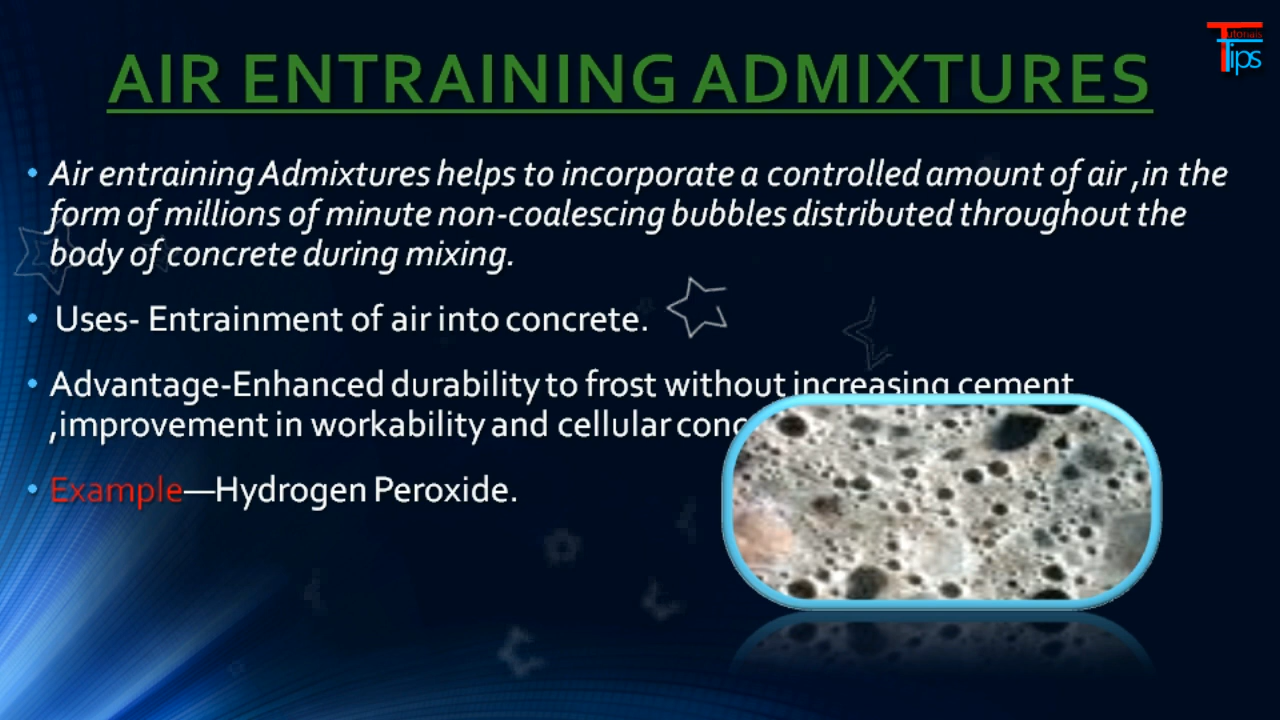 AIR ENTRAINING ADMIXTURES
Tutorials
Tips
• Air entraining Admixtures helps to incorporate a controlled amount of air ,in the
form of millions of minute non-coalescing bubbles distributed throughout the
body of concrete during mixing.
• Uses- Entrainment of air into concrete.
• Advantage-Enhanced durability to frost without increasing cement
,improvement in workability and cellular
• Example—Hydrogen Peroxide.